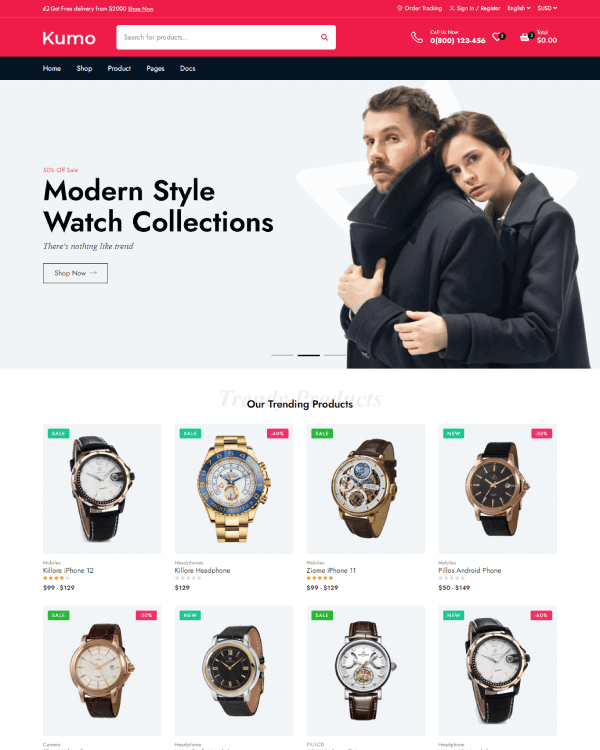 Get Free delivery from $2000 Shop Now
Order Tracking
Sign In / Register
English
$USD
Kumo
Search for products...
Call Us Now:
0(800) 123-456
2
3
Total
$0.00
Home
Shop
Product
Pages
Docs
50% Off Sale
Modern Style
Watch Collections
There's nothing like trend
Shop Now
Trendy Products
Our Trending Products
SALE
SALE
-40%
SALE
NEW
-55%
Mobiles
Killore iPhone 12
$99 - $129
Headphones
Killore Headphone
$129
Mobiles
Ziome iPhone 11
$99 - $129
Mobiles
Pillos Android Phone
$50 - $149
SALE
-30%
NEW
SALE
NEW
-60%
Camera
Headphone
TV/LCD
Headphone